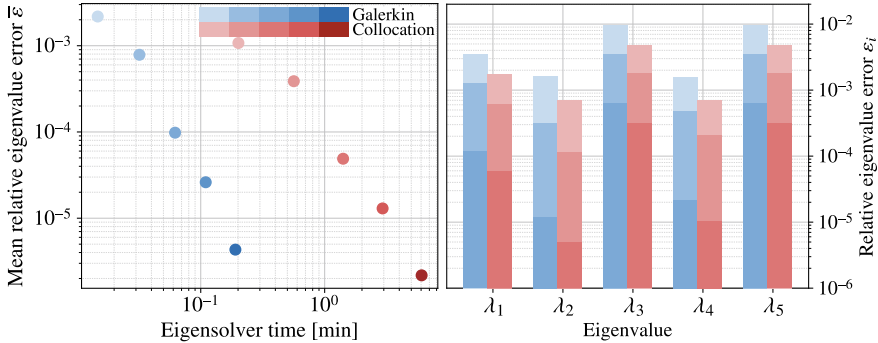 Mean relative eigenvalue error ε̅
10⁻³
10⁻⁴
10⁻⁵
Galerkin
Collocation
10⁻¹
10⁰
Eigensolver time [min]
λ₁
λ₂
λ₃
λ₄
λ₅
Eigenvalue
10⁻²
10⁻³
10⁻⁴
10⁻⁵
10⁻⁶
Relative eigenvalue error εᵢ